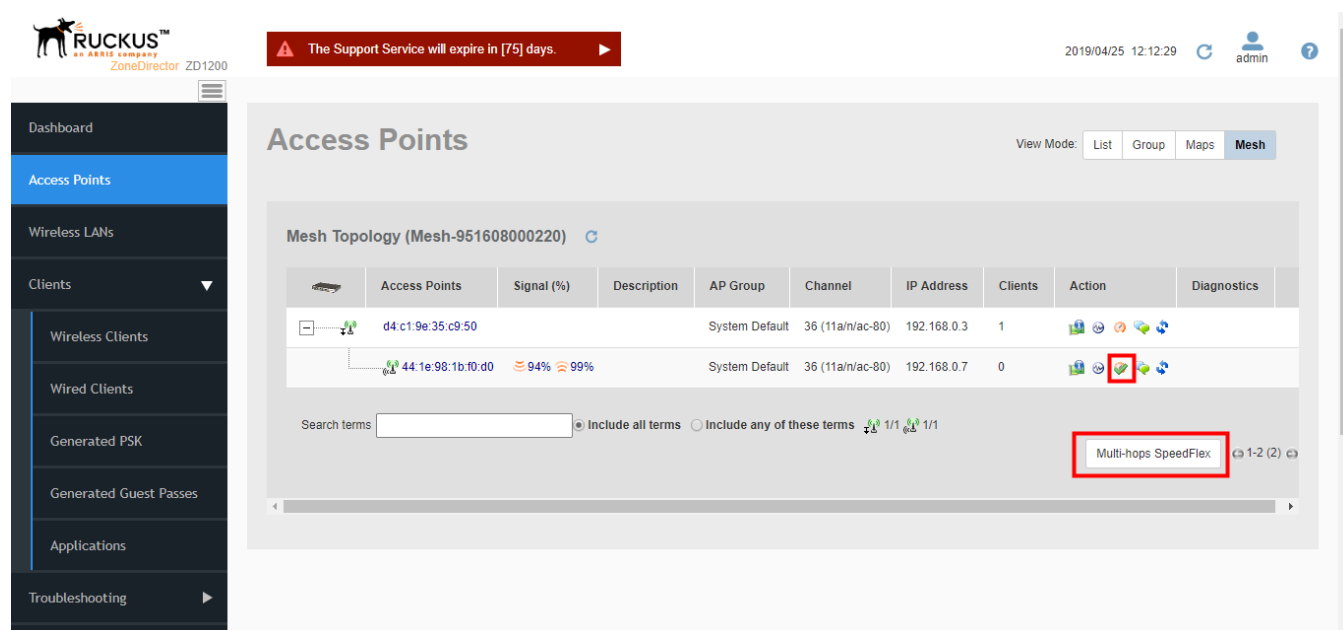 RUCKUS™
an ARRIS company
ZoneDirector ZD1200
The Support Service will expire in [75] days.
2019/04/25 12:12:29
admin
Dashboard
Access Points
Wireless LANs
Clients
Wireless Clients
Wired Clients
Generated PSK
Generated Guest Passes
Applications
Troubleshooting
Access Points
View Mode: List Group Maps Mesh
Mesh Topology (Mesh-951608000220)
Access Points Signal (%) Description AP Group Channel IP Address Clients Action Diagnostics
d4:c1:9e:35:c9:50 System Default 36 (11a/n/ac-80) 192.168.0.3 1
44:1e:98:1b:f0:d0 94% 99% System Default 36 (11a/n/ac-80) 192.168.0.7 0
Search terms Include all terms Include any of these terms 1/1 1/1
Multi-hops SpeedFlex 1-2 (2)